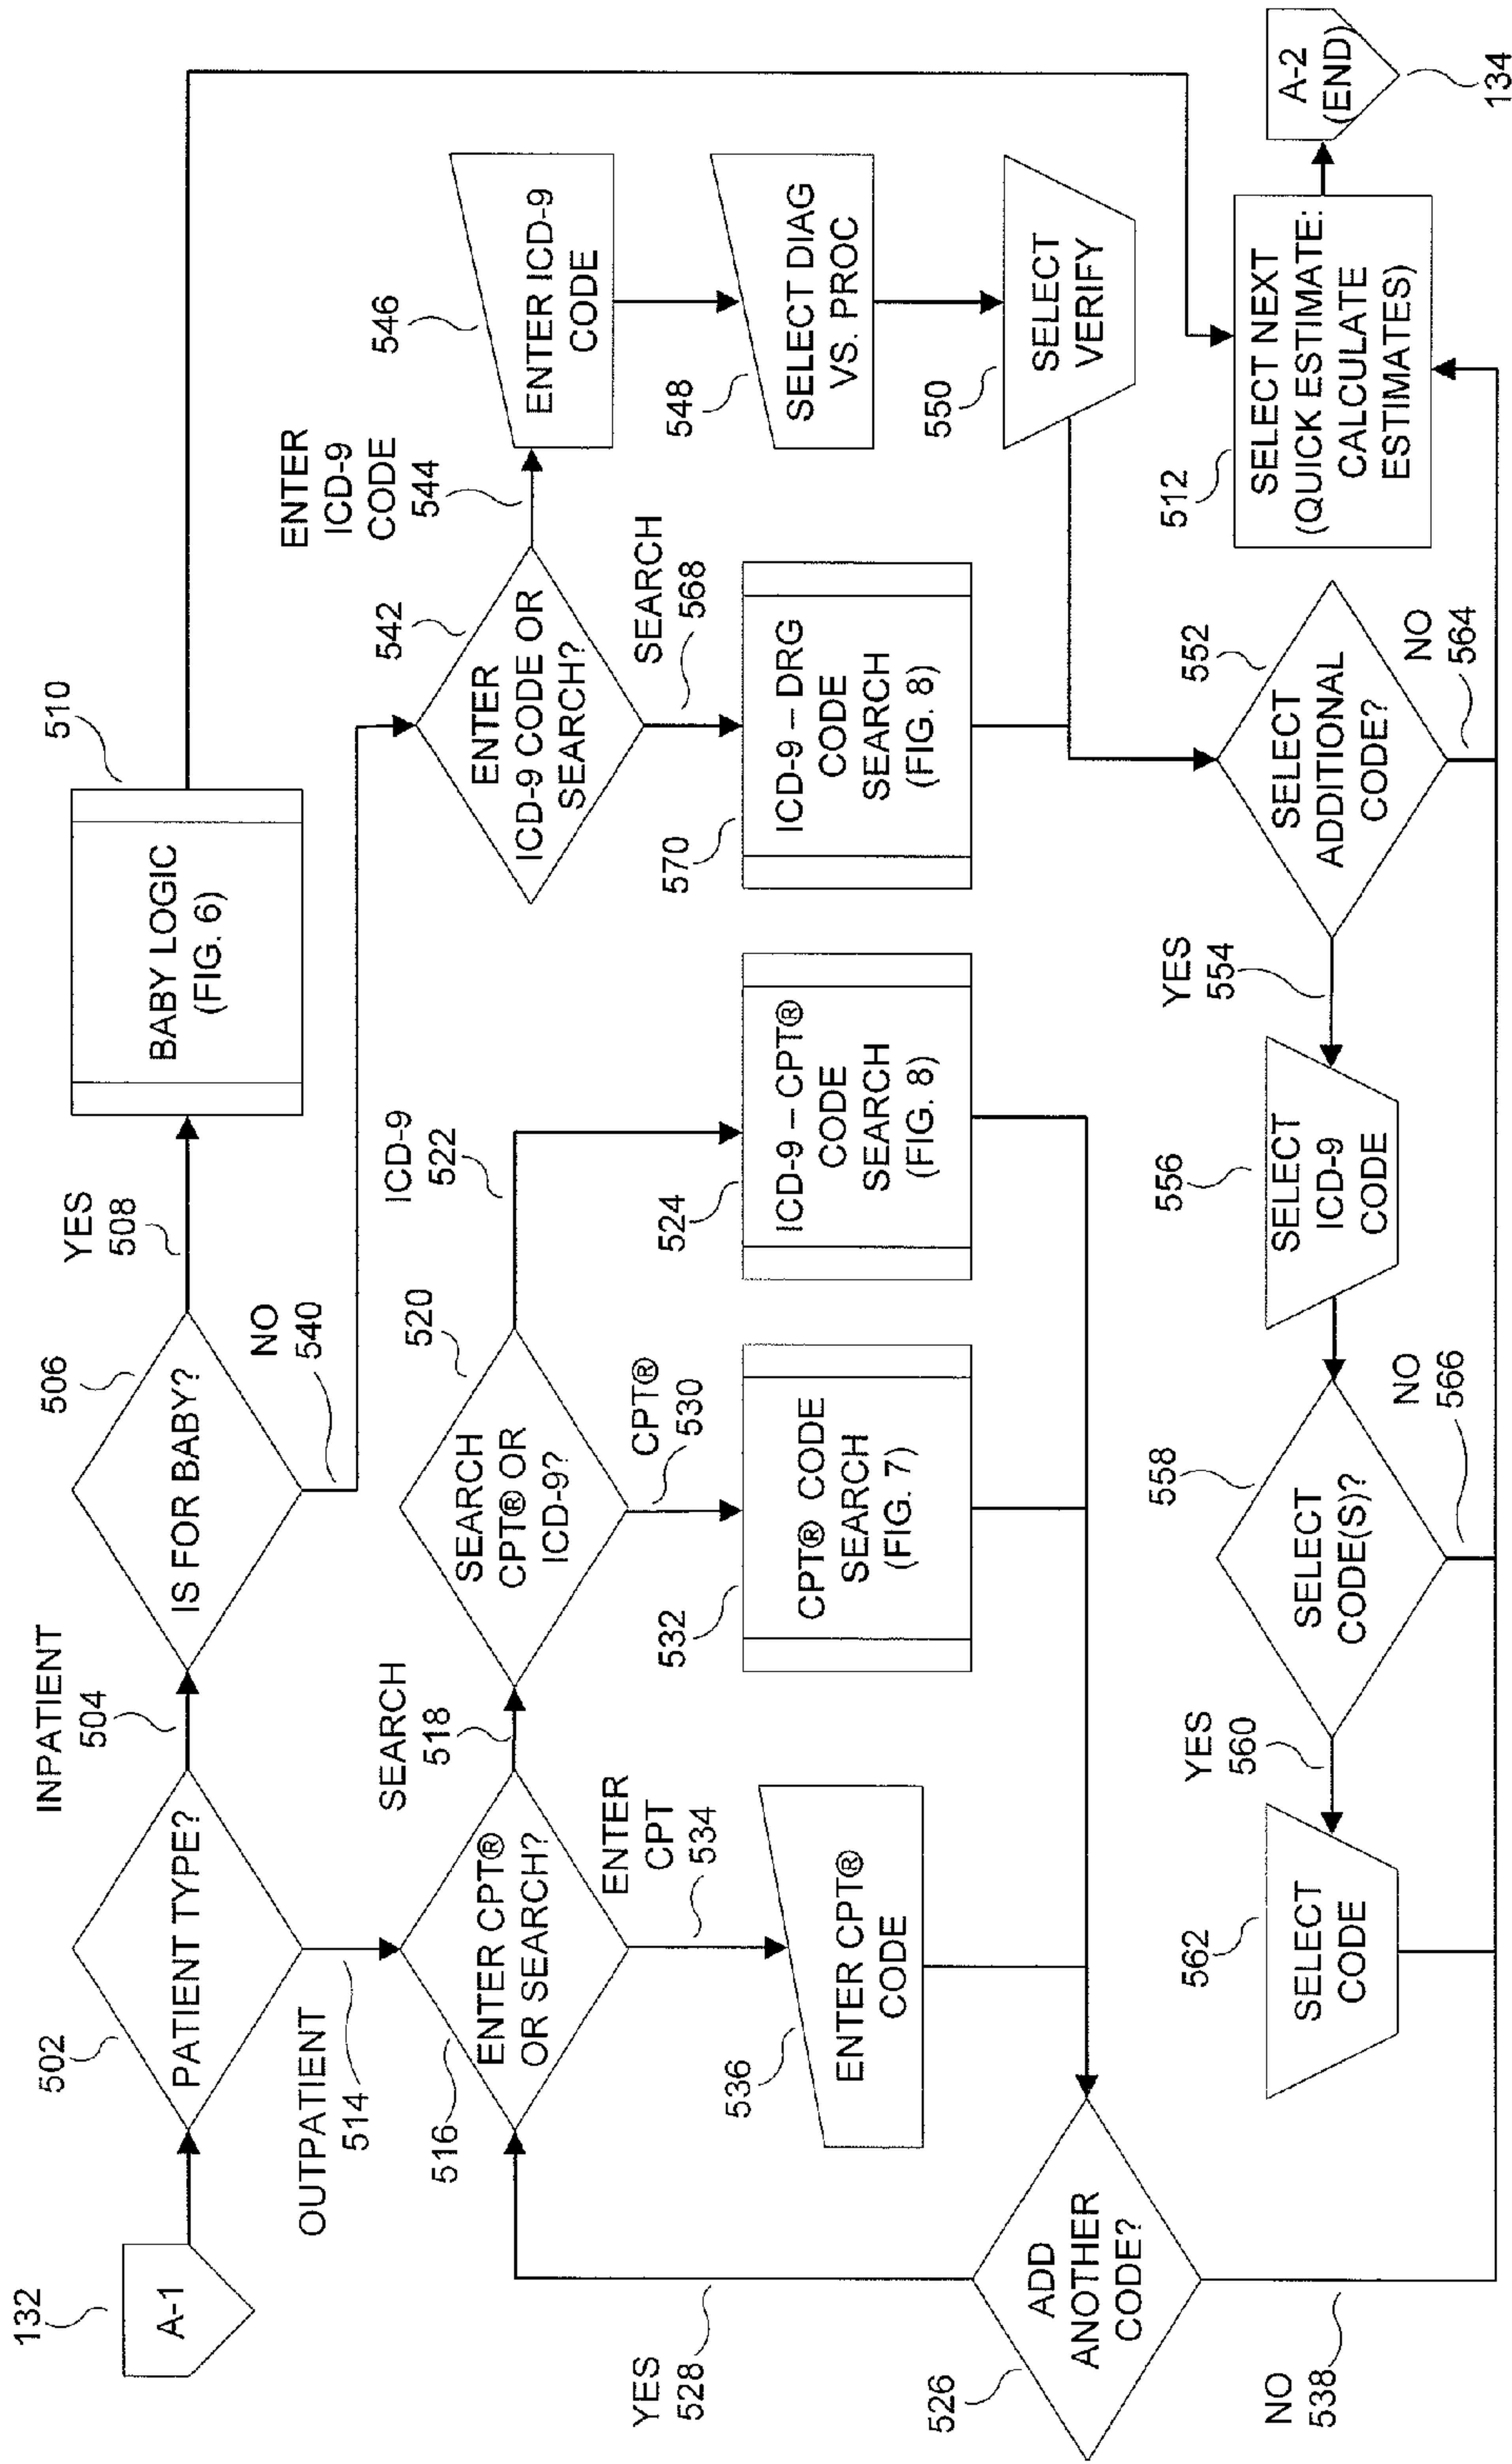 132
A-1
502
PATIENT TYPE?
INPATIENT
504
506
IS FOR BABY?
YES
508
510
BABY LOGIC
(FIG. 6)
NO
540
OUTPATIENT
514
516
ENTER CPT®
OR SEARCH?
SEARCH
518
520
SEARCH
CPT® OR
ICD-9?
ICD-9
522
542
ENTER
ICD-9 CODE OR
SEARCH?
ENTER
ICD-9
CODE
544
546
ENTER ICD-9
CODE
ENTER
CPT
534
CPT®
530
SEARCH
568
536
ENTER CPT®
CODE
532
CPT® CODE
SEARCH
(FIG. 7)
524
ICD-9 – CPT®
CODE
SEARCH
(FIG. 8)
570
ICD-9 – DRG
CODE
SEARCH
(FIG. 8)
548
SELECT DIAG
VS. PROC
550
SELECT
VERIFY
YES
528
526
ADD
ANOTHER
CODE?
NO
538
562
SELECT
CODE
YES
560
558
SELECT
CODE(S)?
NO
566
556
SELECT
ICD-9
CODE
YES
554
552
SELECT
ADDITIONAL
CODE?
NO
564
512
SELECT NEXT
(QUICK ESTIMATE:
CALCULATE
ESTIMATES)
A-2
(END)
134